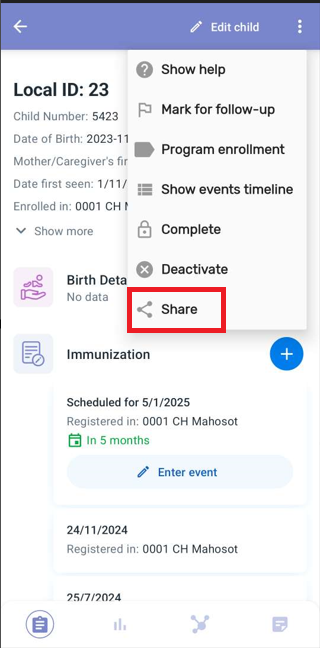 Edit child
Local ID: 23
Child Number: 5423
Date of Birth: 2023-11
Mother/Caregiver's
Date first seen: 1/11/
Enrolled in: 0001 CH
Show more
Show help
Mark for follow-up
Program enrollment
Show events timeline
Complete
Deactivate
Share
Birth
No data
Immunization
Scheduled for 5/1/2025
Registered in: 0001 CH Mahosot
In 5 months
Enter event
24/11/2024
Registered in: 0001 CH Mahosot
25/7/2024